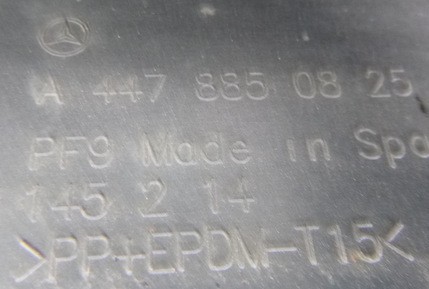 A 447 885 08 25
PF9 Made in Spa
145 2 14
>PP+EPDM-T15<